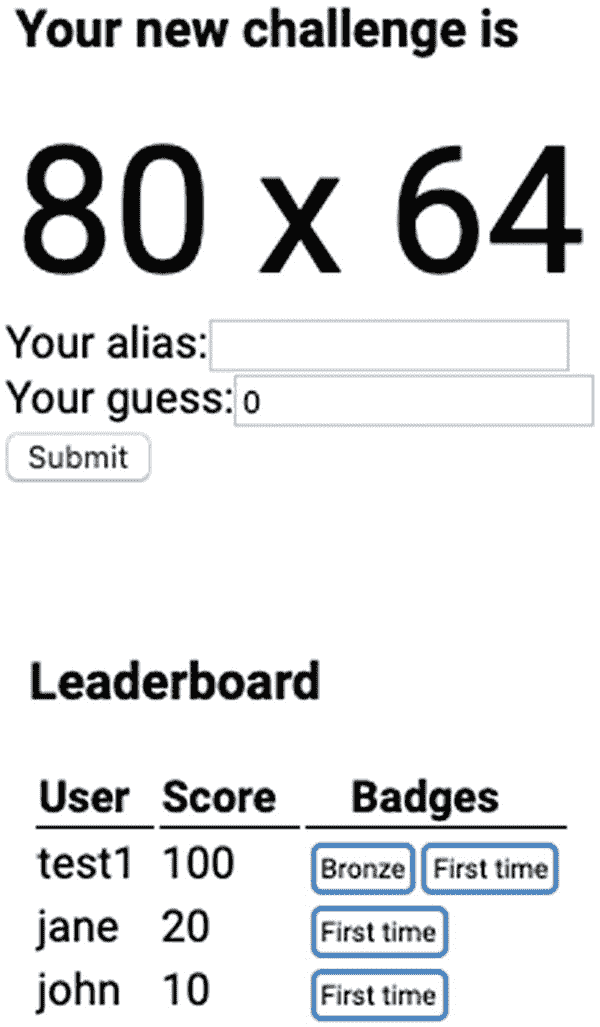 Your new challenge is
80 x 64
Your alias:
Your guess: 0
Submit
Leaderboard
User Score Badges
test1 100 Bronze First time
jane 20 First time
john 10 First time